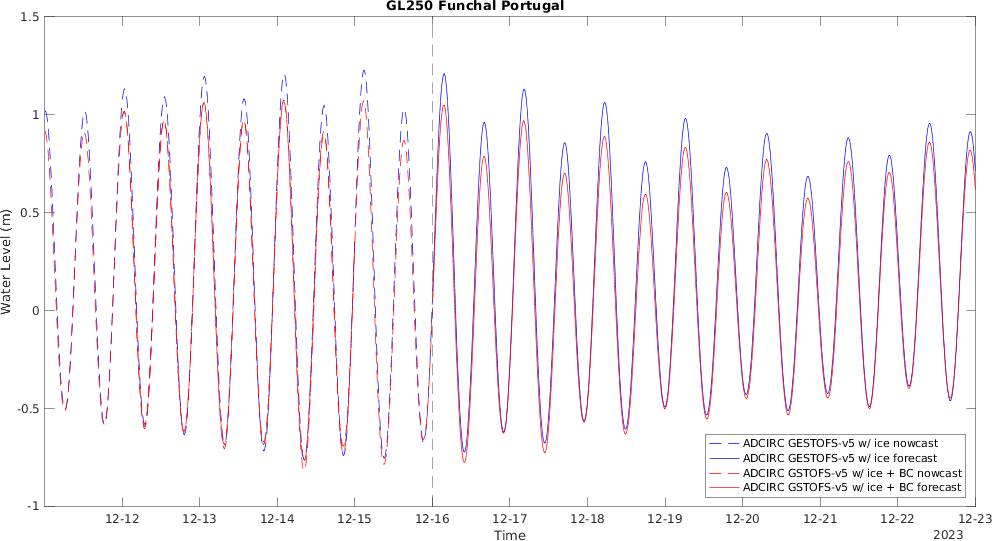 GL250 Funchal Portugal
1.5
1
0.5
0
-0.5
-1
Water Level (m)
12-12 12-13 12-14 12-15 12-16 12-17 12-18 12-19 12-20 12-21 12-22 12-23
Time
2023
ADCIRC GESTOFS-v5 w/ ice nowcast
ADCIRC GESTOFS-v5 w/ ice forecast
ADCIRC GSTOFS-v5 w/ ice + BC nowcast
ADCIRC GSTOFS-v5 w/ ice + BC forecast